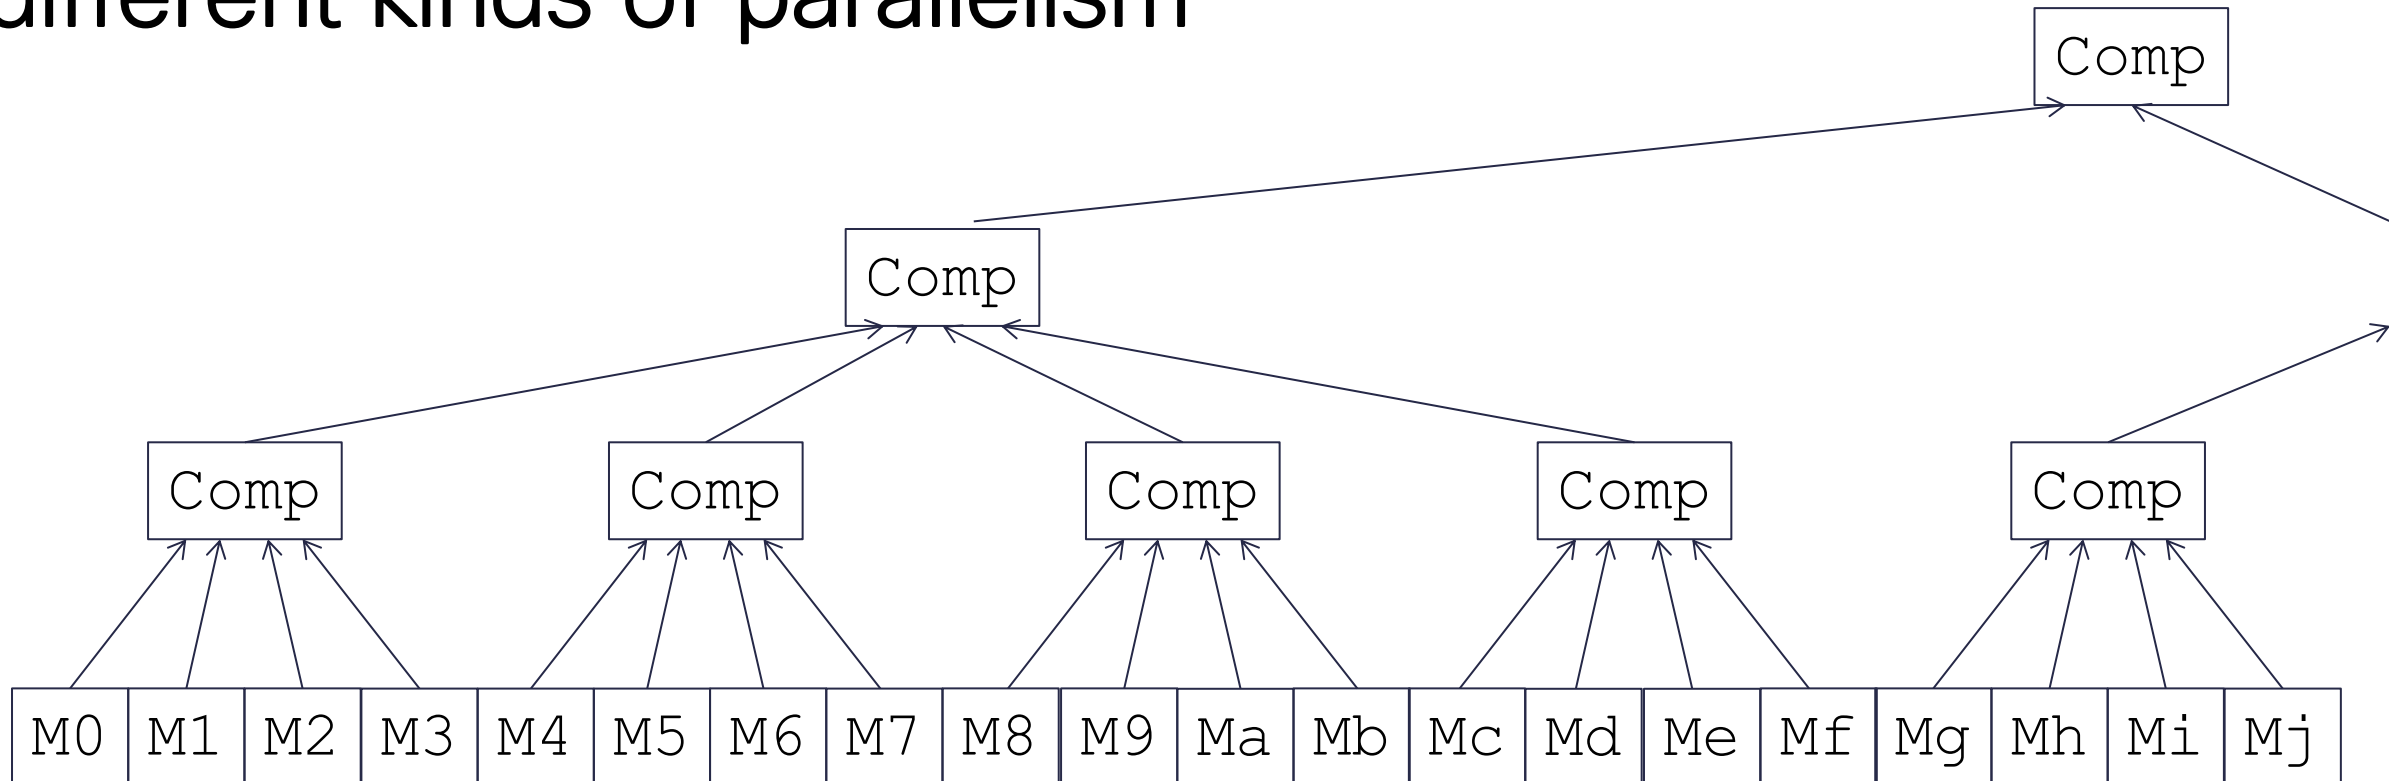 different kinds of parallelism
Comp
Comp
Comp Comp Comp Comp Comp
M0 M1 M2 M3 M4 M5 M6 M7 M8 M9 Ma Mb Mc Md Me Mf Mg Mh Mi Mj